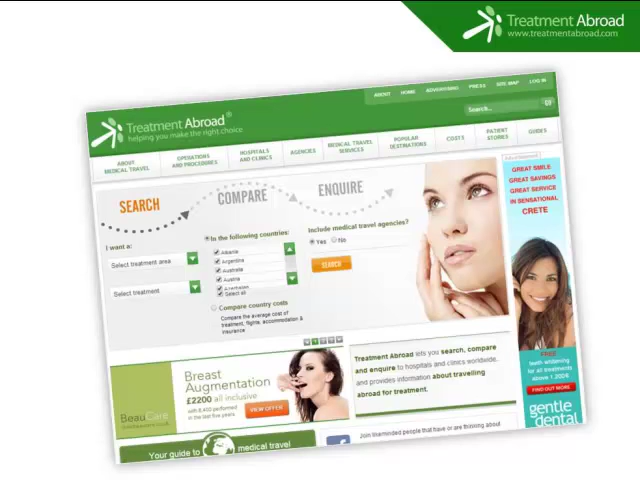 Treatment Abroad
www.treatmentabroad.com
ABOUT HOME ADVERTISING PRESS SITE MAP LOG IN
Treatment Abroad®
helping you make the right choice
Search... GO
ABOUT MEDICAL TRAVEL
OPERATIONS AND PROCEDURES
HOSPITALS AND CLINICS
AGENCIES
MEDICAL TRAVEL SERVICES
POPULAR DESTINATIONS
COSTS
PATIENT STORIES
GUIDES
SEARCH
COMPARE
ENQUIRE
I want a:
Select treatment area
Select treatment
In the following countries:
Albania
Argentina
Australia
Austria
Azerbaijan
Select all
Compare country costs
Compare the average cost of
treatment, flights, accommodation &
insurance
Include medical travel agencies?
Yes No
SEARCH
Advertisement
GREAT SMILE
GREAT SAVINGS
GREAT SERVICE
IN SENSATIONAL
CRETE
FREE
teeth whitening
for all treatments
FIND OUT MORE
gentle
dental
1
Breast
Augmentation
£2200 all inclusive
with 8,400 performed
in the last five years
VIEW OFFER
BeauCare
Treatment Abroad lets you search, compare
and enquire to hospitals and clinics worldwide,
and provides information about travelling
abroad for treatment.
Your guide to medical travel
Join likeminded people that have or are thinking about